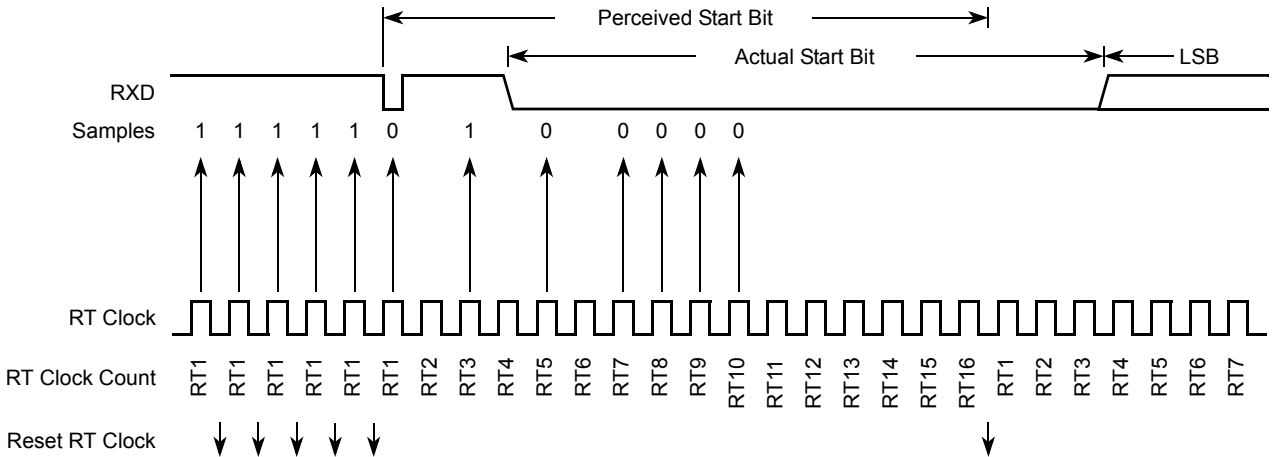 Perceived Start Bit
Actual Start Bit
LSB
RXD
Samples 1 1 1 1 1 0 1 0 0 0 0 0
RT Clock
RT Clock Count RT1 RT1 RT1 RT1 RT1 RT1 RT2 RT3 RT4 RT5 RT6 RT7 RT8 RT9 RT10 RT11 RT12 RT13 RT14 RT15 RT16 RT1 RT2 RT3 RT4 RT5 RT6 RT7
Reset RT Clock